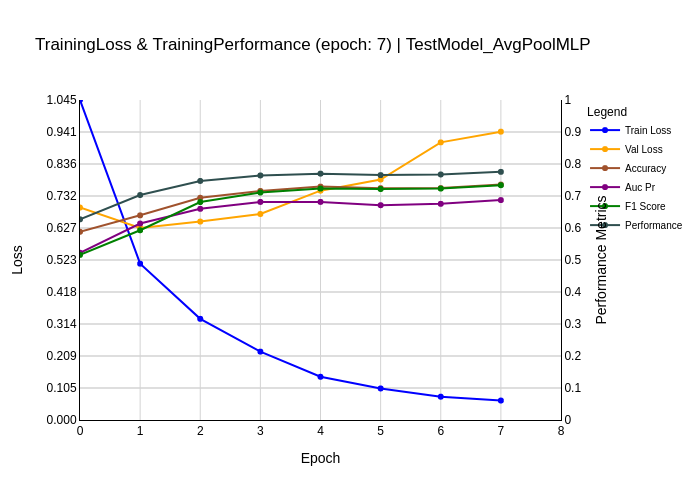 TrainingLoss & TrainingPerformance (epoch: 7) | TestModel_AvgPoolMLP
1.045
0.941
0.836
0.732
0.627
0.523
0.418
0.314
0.209
0.105
0.000
Loss
0 1 2 3 4 5 6 7 8
Epoch
1
0.9
0.8
0.7
0.6
0.5
0.4
0.3
0.2
0.1
0
Performance Metrics
Legend
Train Loss
Val Loss
Accuracy
Auc Pr
F1 Score
Performance